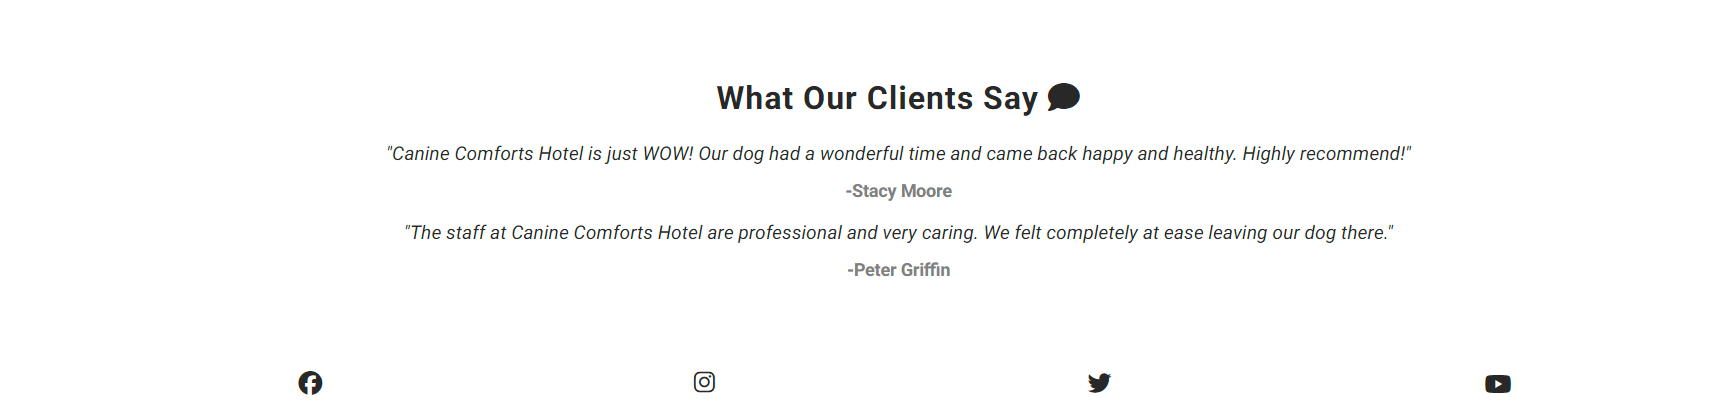 What Our Clients Say
"Canine Comforts Hotel is just WOW! Our dog had a wonderful time and came back happy and healthy. Highly recommend!"
-Stacy Moore
"The staff at Canine Comforts Hotel are professional and very caring. We felt completely at ease leaving our dog there."
-Peter Griffin